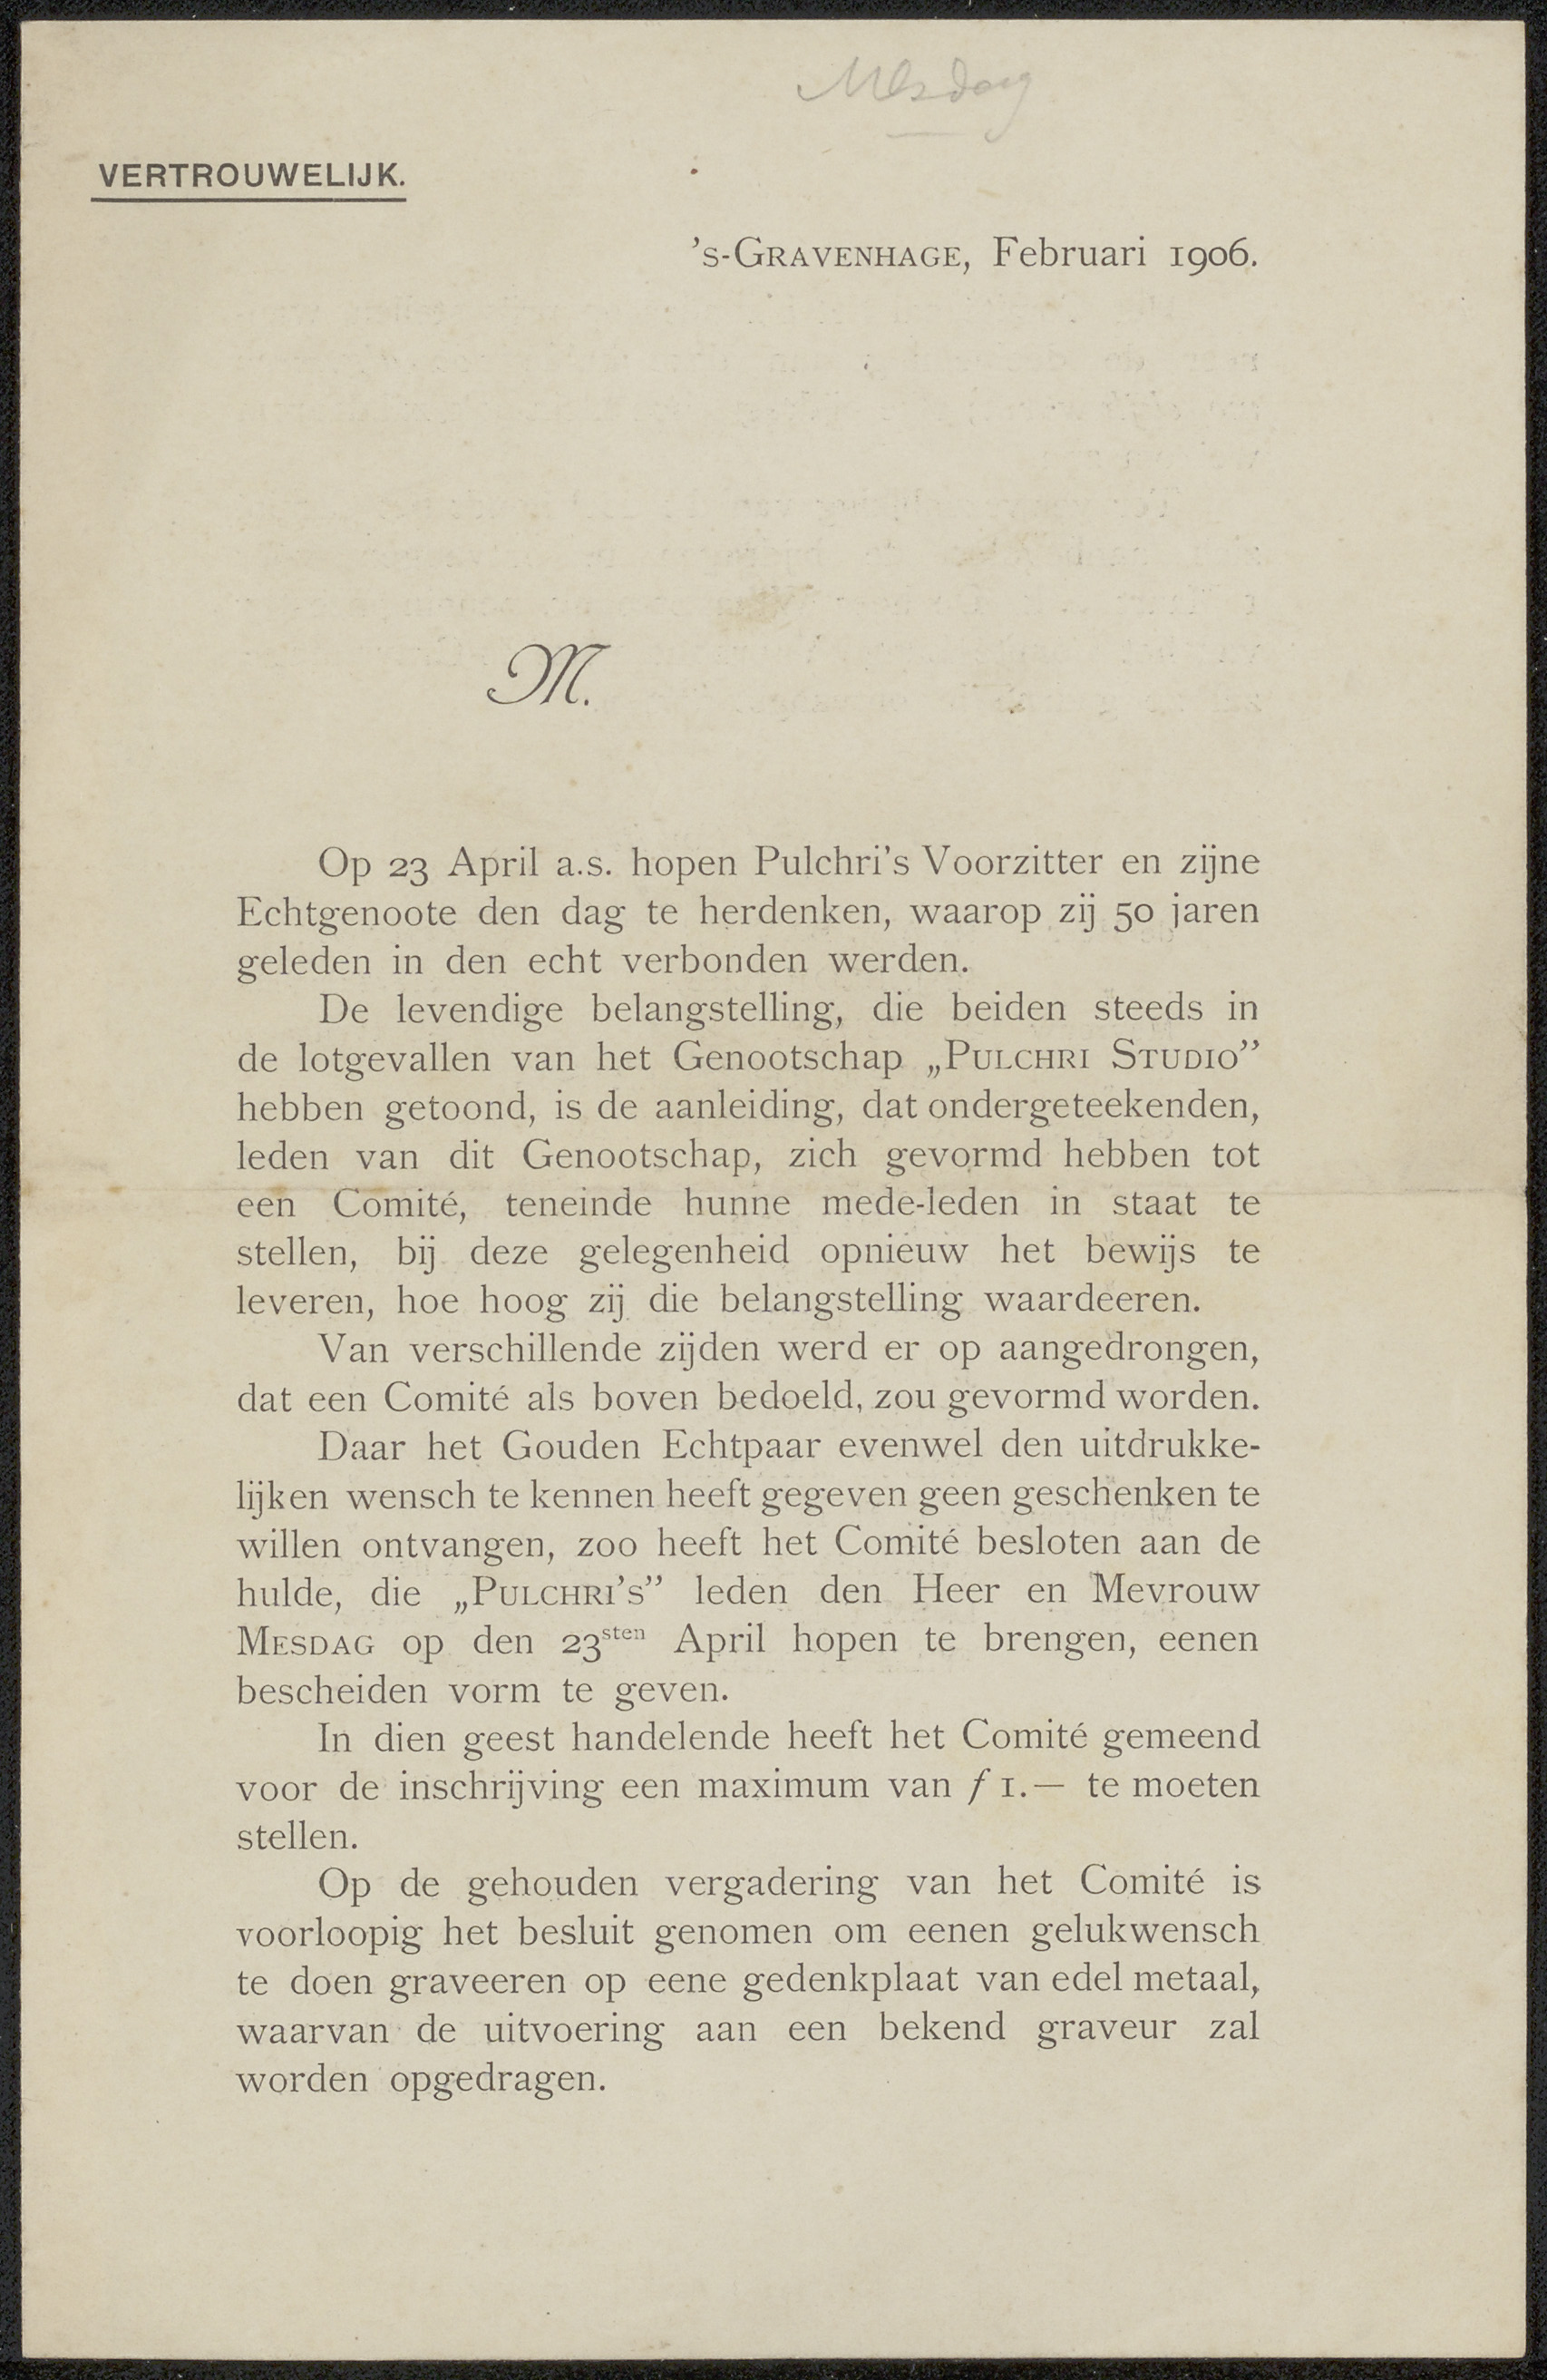 Mesdag
VERTROUWELIJK.
’s-GRAVENHAGE, Februari 1906.
M.
Op 23 April a.s. hopen Pulchri’s Voorzitter en zijne
Echtgenoote den dag te herdenken, waarop zij 50 jaren
geleden in den echt verbonden werden.
De levendige belangstelling, die beiden steeds in
de lotgevallen van het Genootschap „PULCHRI STUDIO”
hebben getoond, is de aanleiding, dat ondergeteekenden,
leden van dit Genootschap, zich gevormd hebben tot
een Comité, teneinde hunne mede-leden in staat te
stellen, bij deze gelegenheid opnieuw het bewijs te
leveren, hoe hoog zij die belangstelling waardeeren.
Van verschillende zijden werd er op aangedrongen,
dat een Comité als boven bedoeld, zou gevormd worden.
Daar het Gouden Echtpaar evenwel den uitdrukke-
lijken wensch te kennen heeft gegeven geen geschenken te
willen ontvangen, zoo heeft het Comité besloten aan de
hulde, die „PULCHRI’S” leden den Heer en Mevrouw
MESDAG op den 23sten April hopen te brengen, eenen
bescheiden vorm te geven.
In dien geest handelende heeft het Comité gemeend
voor de inschrijving een maximum van f 1.— te moeten
stellen.
Op de gehouden vergadering van het Comité is
voorloopig het besluit genomen om eenen gelukwensch
te doen graveeren op eene gedenkplaat van edel metaal,
waarvan de uitvoering aan een bekend graveur zal
worden opgedragen.